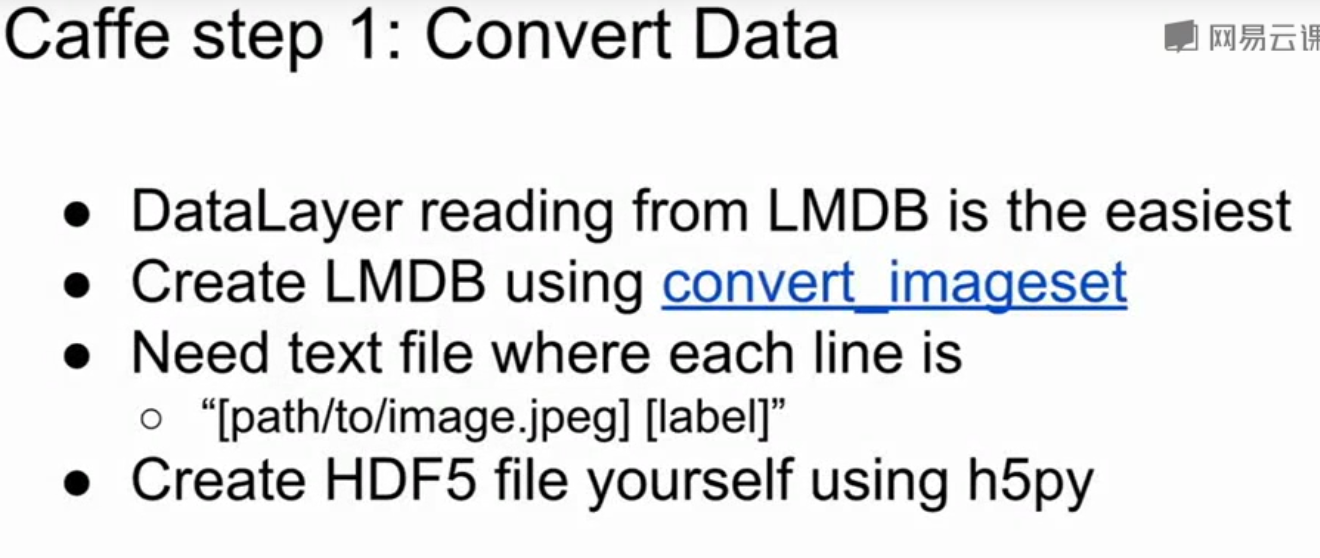 Caffe step 1: Convert Data
网易云课
● DataLayer reading from LMDB is the easiest
● Create LMDB using convert_imageset
● Need text file where each line is
○ “[path/to/image.jpeg] [label]”
● Create HDF5 file yourself using h5py